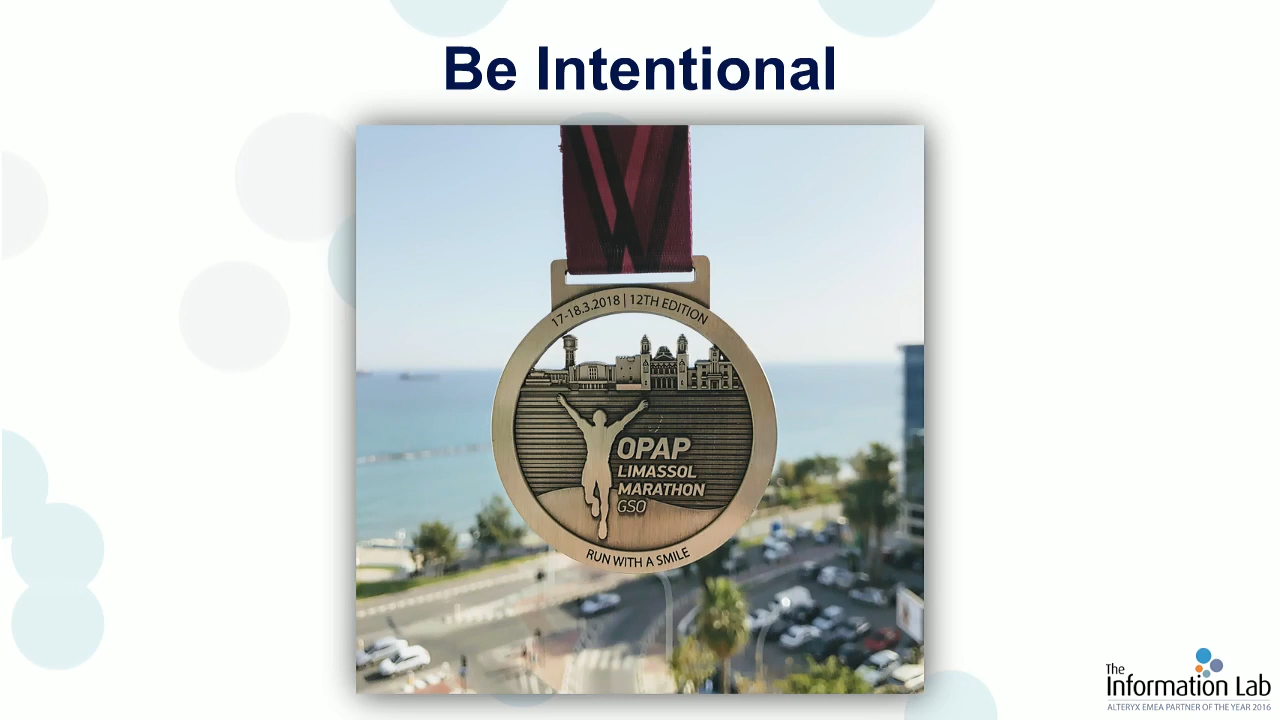 Be Intentional
17-18.3.2018 | 12TH EDITION
OPAP
LIMASSOL
MARATHON
GSO
RUN WITH A SMILE
The
Information Lab
ALTERYX EMEA PARTNER OF THE YEAR 2016